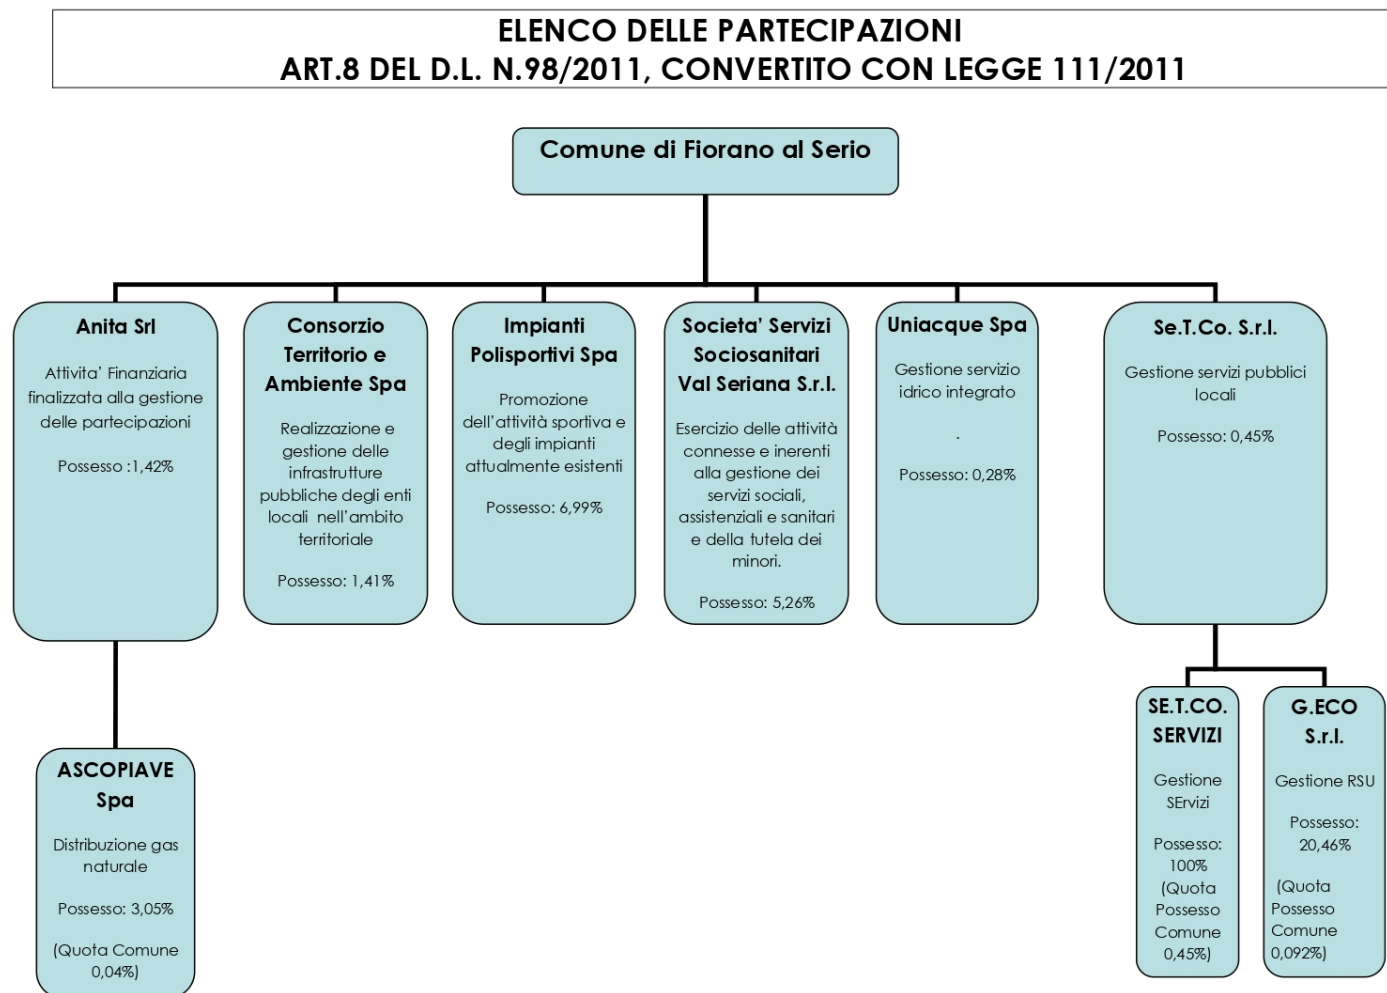 ELENCO DELLE PARTECIPAZIONI
ART.8 DEL D.L. N.98/2011, CONVERTITO CON LEGGE 111/2011
Comune di Fiorano al Serio
Anita Srl
Attivita' Finanziaria
finalizzata alla gestione
delle partecipazioni
Possesso :1,42%
Consorzio
Territorio e
Ambiente Spa
Realizzazione e
gestione delle
infrastrutture
pubbliche degli enti
locali nell'ambito
territoriale
Possesso: 1,41%
Impianti
Polisportivi Spa
Promozione
dell'attività sportiva e
degli impianti
attualmente esistenti
Possesso: 6,99%
Societa' Servizi
Sociosanitari
Val Seriana S.r.l.
Esercizio delle attività
connesse e inerenti
alla gestione dei
servizi sociali,
assistenziali e sanitari
e della tutela dei
minori.
Possesso: 5,26%
Uniacque Spa
Gestione servizio
idrico integrato
.
Possesso: 0,28%
Se.T.Co. S.r.l.
Gestione servizi pubblici
locali
Possesso: 0,45%
ASCOPIAVE
Spa
Distribuzione gas
naturale
Possesso: 3,05%
(Quota Comune
0,04%)
SE.T.CO.
SERVIZI
Gestione
SErvizi
Possesso:
100%
(Quota
Possesso
Comune
0,45%)
G.ECO
S.r.l.
Gestione RSU
Possesso:
20,46%
(Quota
Possesso
Comune
0,092%)